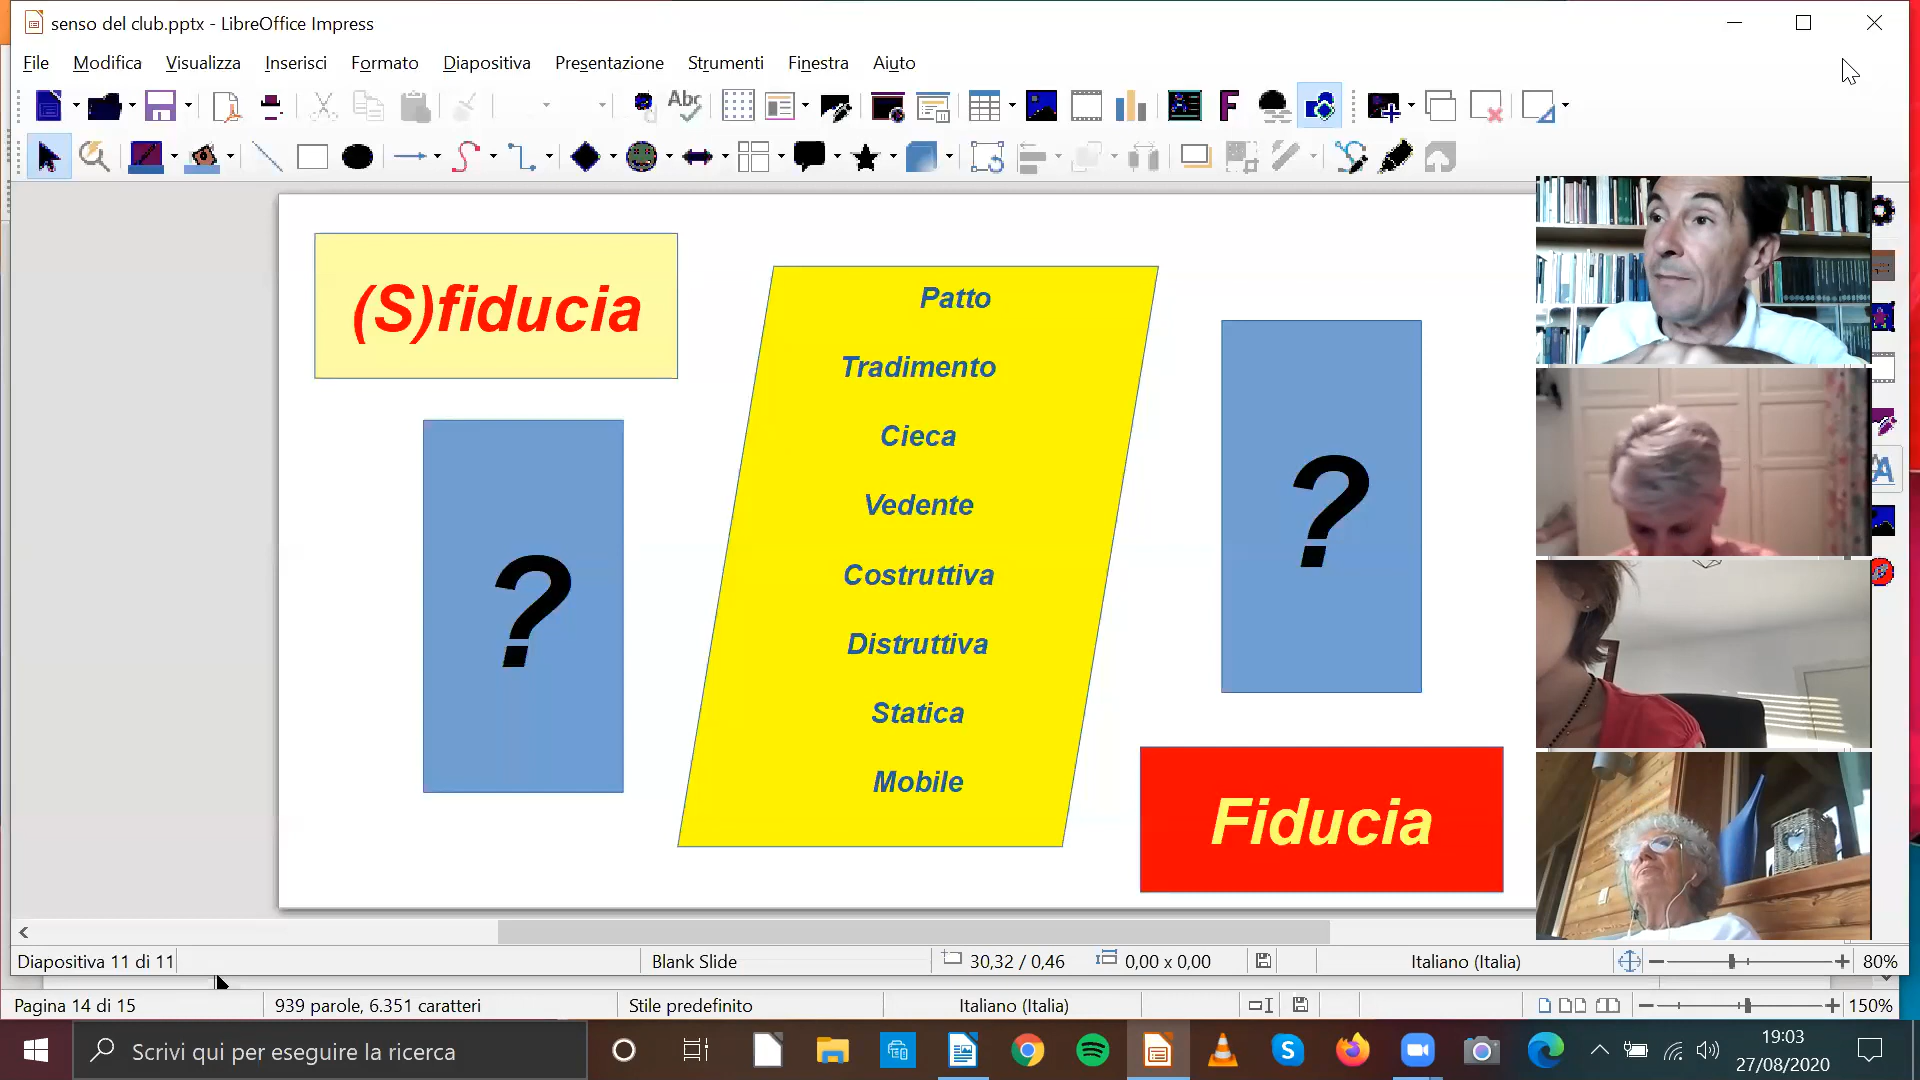 senso del club.pptx - LibreOffice Impress
File Modifica Visualizza Inserisci Formato Diapositiva Presentazione Strumenti Finestra Aiuto
Abc
F
(S)fiducia
Patto
Tradimento
Cieca
Vedente
Costruttiva
Distruttiva
Statica
Mobile
?
?
Fiducia
Diapositiva 11 di 11
Blank Slide
30,32 / 0,46
0,00 x 0,00
Italiano (Italia)
80%
Pagina 14 di 15
939 parole, 6.351 caratteri
Stile predefinito
Italiano (Italia)
150%
Scrivi qui per eseguire la ricerca
19:03
27/08/2020